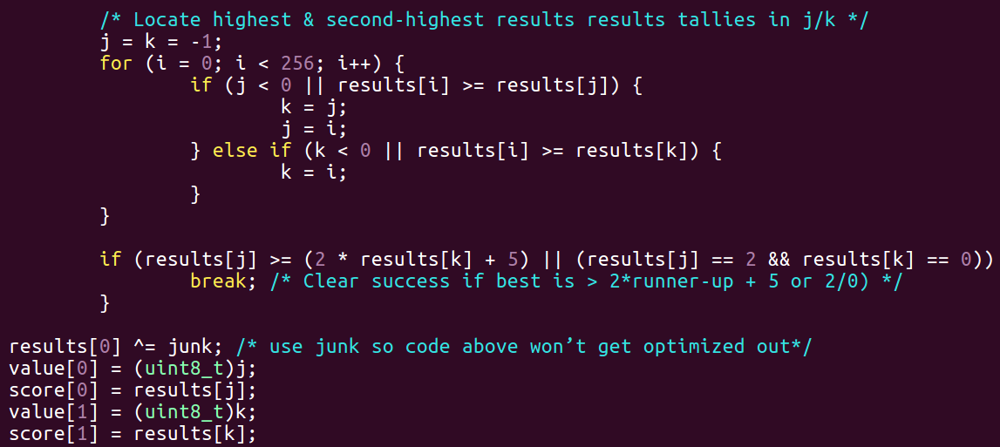 /* Locate highest & second-highest results results tallies in j/k */
j = k = -1;
for (i = 0; i < 256; i++) {
if (j < 0 || results[i] >= results[j]) {
k = j;
j = i;
} else if (k < 0 || results[i] >= results[k]) {
k = i;
}
}
if (results[j] >= (2 * results[k] + 5) || (results[j] == 2 && results[k] == 0))
break; /* Clear success if best is > 2*runner-up + 5 or 2/0) */
}
results[0] ^= junk; /* use junk so code above won’t get optimized out*/
value[0] = (uint8_t)j;
score[0] = results[j];
value[1] = (uint8_t)k;
score[1] = results[k];